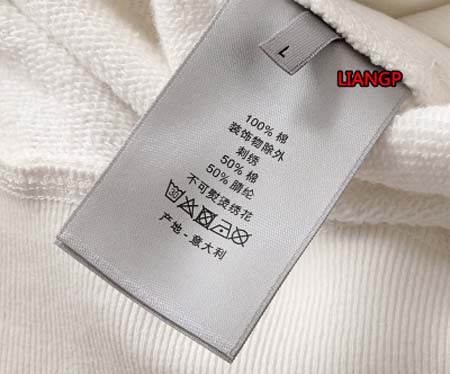 L
LIANGP
100% 棉
装饰物除外
刺绣
50% 棉
50% 腈纶
不可熨烫绣花
产地 - 意大利